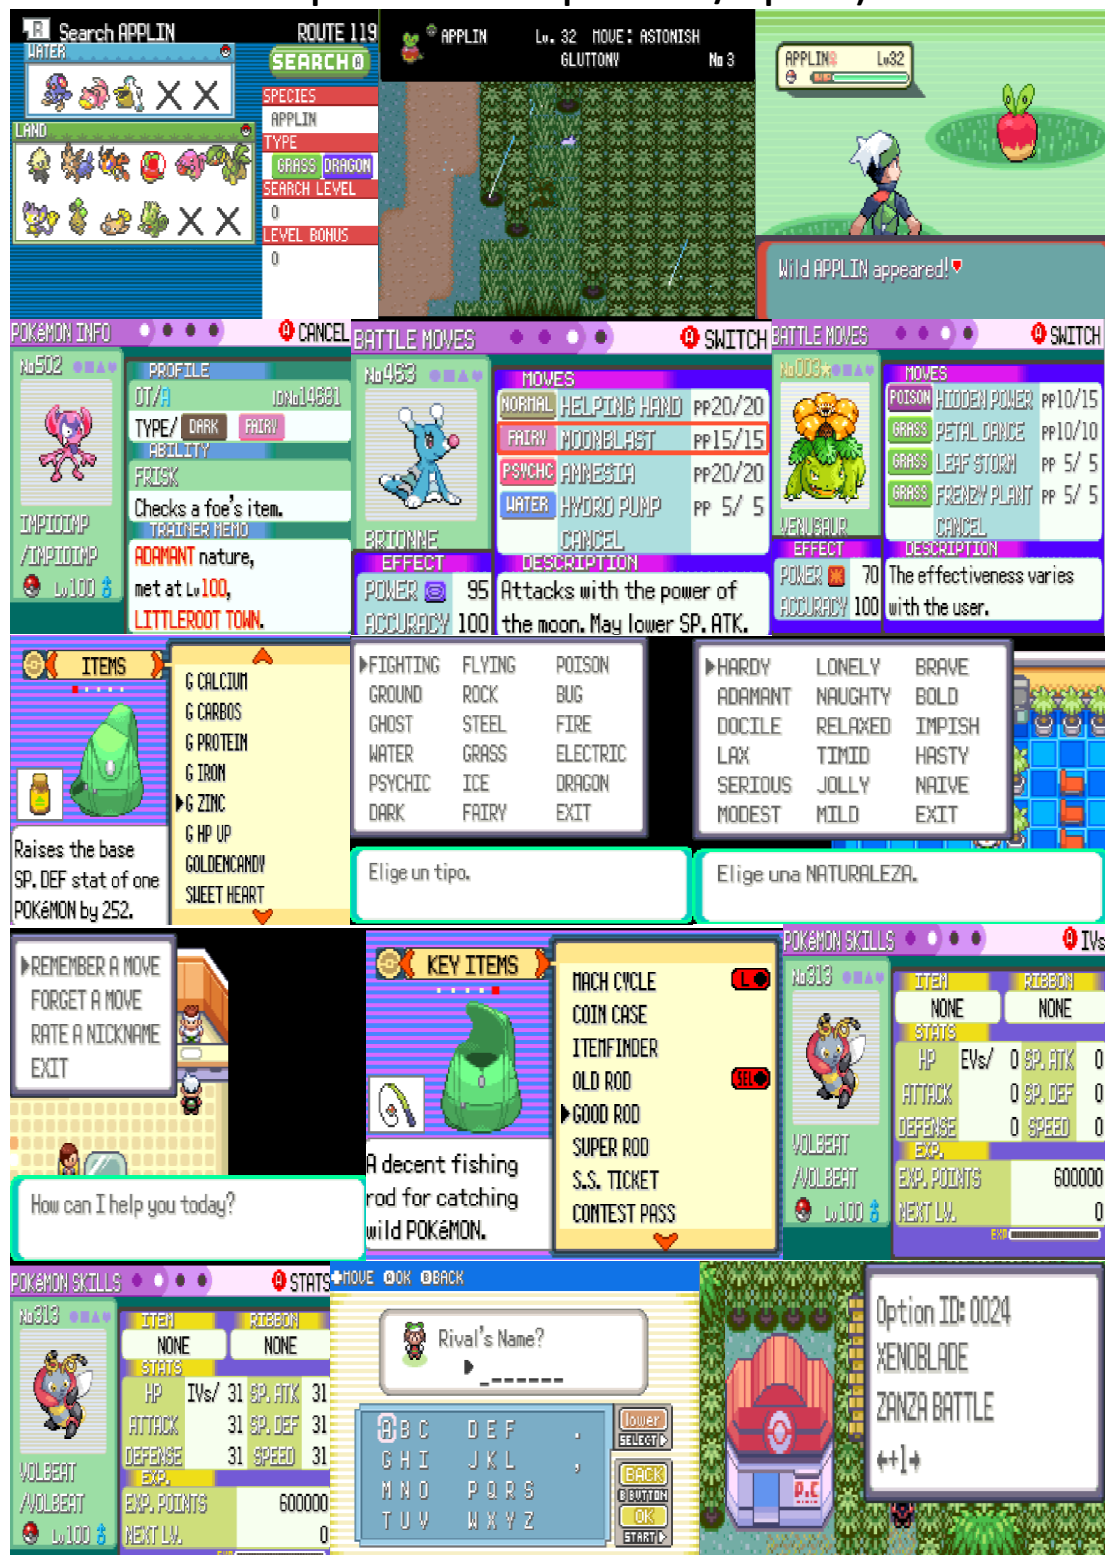 R Search APPLIN
ROUTE 119
WATER
SEARCH A
SPECIES
APPLIN
LAND
TYPE
GRASS DRAGON
SEARCH LEVEL
0
LEVEL BONUS
0
APPLIN Lv. 32 MOVE: ASTONISH
GLUTTONY No 3
APPLIN♀ Lv32
Wild APPLIN appeared!
POKéMON INFO
A CANCEL
No502
PROFILE
OT/A IDNo14681
TYPE/ DARK FAIRY
ABILITY
FRISK
Checks a foe's item.
IMPIDIMP
/IMPIDIMP
Lv100 ♂
TRAINER MEMO
ADAMANT nature,
met at Lv100,
LITTLEROOT TOWN.
BATTLE MOVES
A SWITCH
No483
MOVES
NORMAL HELPING HAND PP20/20
FAIRY MOONBLAST PP15/15
PSYCHC AMNESIA PP20/20
WATER HYDRO PUMP PP 5/ 5
CANCEL
BRIONNE
EFFECT
POWER 95
ACCURACY 100
DESCRIPTION
Attacks with the power of
the moon. May lower SP. ATK.
BATTLE MOVES
A SWITCH
No003
MOVES
POISON HIDDEN POWER PP10/15
GRASS PETAL DANCE PP10/10
GRASS LEAF STORM PP 5/ 5
GRASS FRENZY PLANT PP 5/ 5
CANCEL
VENUSAUR
EFFECT
POWER 70
ACCURACY 100
DESCRIPTION
The effectiveness varies
with the user.
ITEMS
G CALCIUM
G CARBOS
G PROTEIN
G IRON
▶G ZINC
G HP UP
GOLDENCANDY
SWEET HEART
Raises the base
SP. DEF stat of one
POKéMON by 252.
▶FIGHTING FLYING POISON
GROUND ROCK BUG
GHOST STEEL FIRE
WATER GRASS ELECTRIC
PSYCHIC ICE DRAGON
DARK FAIRY EXIT
Elige un tipo.
▶HARDY LONELY BRAVE
ADAMANT NAUGHTY BOLD
DOCILE RELAXED IMPISH
LAX TIMID HASTY
SERIOUS JOLLY NAIVE
MODEST MILD EXIT
Elige una NATURALEZA.
▶REMEMBER A MOVE
FORGET A MOVE
RATE A NICKNAME
EXIT
How can I help you today?
KEY ITEMS
MACH CYCLE L
COIN CASE
ITEMFINDER
OLD ROD SEL
▶GOOD ROD
SUPER ROD
S.S. TICKET
CONTEST PASS
A decent fishing
rod for catching
wild POKéMON.
POKéMON SKILLS
A IVs
No313
ITEM RIBBON
NONE NONE
STATS
HP EVs/ 0 SP. ATK 0
ATTACK 0 SP. DEF 0
DEFENSE 0 SPEED 0
EXP.
EXP. POINTS 600000
NEXT LV. 0
EXP
VOLBEAT
/VOLBEAT
Lv100 ♂
POKéMON SKILLS
A STATS
No313
ITEM RIBBON
NONE NONE
STATS
HP IVs/ 31 SP. ATK 31
ATTACK 31 SP. DEF 31
DEFENSE 31 SPEED 31
EXP.
EXP. POINTS 600000
NEXT LV. 0
VOLBEAT
/VOLBEAT
Lv100 ♂
MOVE A OK B BACK
Rival's Name?
A B C D E F .
G H I J K L ,
M N O P Q R S
T U V W X Y Z
lower
SELECT
BACK
B BUTTON
OK
START
P.C
Option ID: 0024
XENOBLADE
ZANZA BATTLE
←+1→